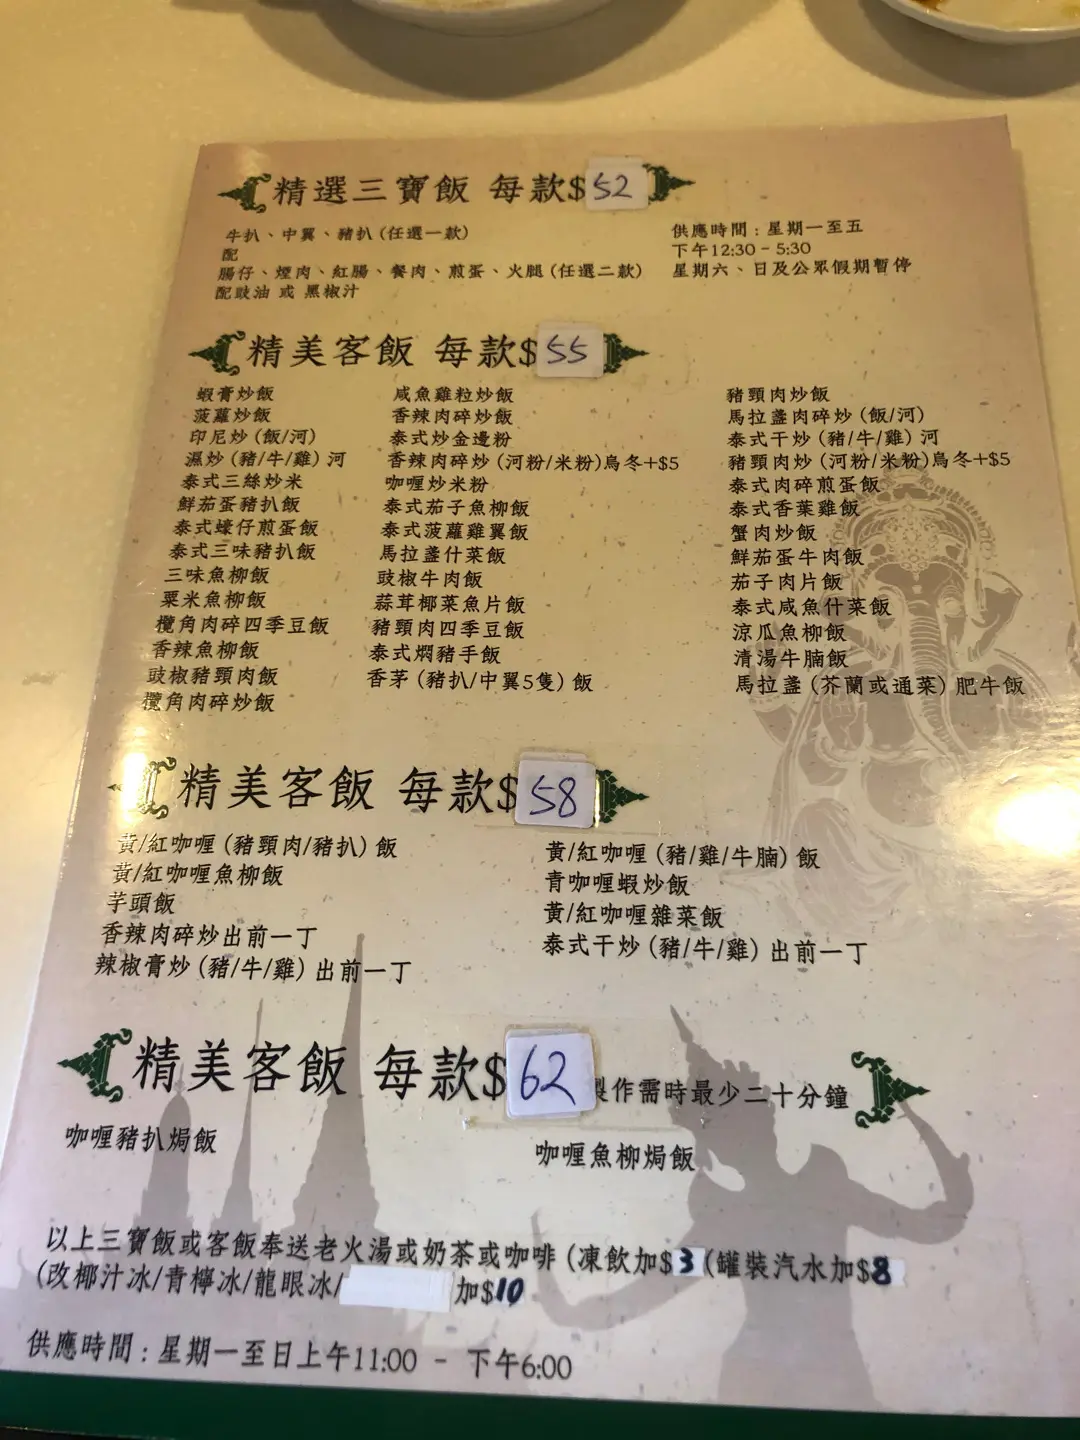 精選三寶飯 每款$52
牛扒、中翼、豬扒 (任選一款)
配
腸仔、煙肉、紅腸、餐肉、煎蛋、火腿 (任選二款)
配豉油 或 黑椒汁
供應時間 : 星期一至五
下午12:30 - 5:30
星期六、日及公眾假期暫停
精美客飯 每款$55
蝦膏炒飯
菠蘿炒飯
印尼炒 (飯/河)
濕炒 (豬/牛/雞) 河
泰式三絲炒米
鮮茄蛋豬扒飯
泰式蠔仔煎蛋飯
泰式三味豬扒飯
三味魚柳飯
粟米魚柳飯
欖角肉碎四季豆飯
香辣魚柳飯
豉椒豬頸肉飯
欖角肉碎炒飯
咸魚雞粒炒飯
香辣肉碎炒飯
泰式炒金邊粉
香辣肉碎炒 (河粉/米粉)烏冬+$5
咖喱炒米粉
泰式茄子魚柳飯
泰式菠蘿雞翼飯
馬拉盞什菜飯
豉椒牛肉飯
蒜茸椰菜魚片飯
豬頸肉四季豆飯
泰式燜豬手飯
香茅 (豬扒/中翼5隻) 飯
豬頸肉炒飯
馬拉盞肉碎炒 (飯/河)
泰式干炒 (豬/牛/雞) 河
豬頸肉炒 (河粉/米粉)烏冬+$5
泰式肉碎煎蛋飯
泰式香葉雞飯
蟹肉炒飯
鮮茄蛋牛肉飯
茄子肉片飯
泰式咸魚什菜飯
涼瓜魚柳飯
清湯牛腩飯
馬拉盞 (芥蘭或通菜) 肥牛飯
精美客飯 每款$58
黃/紅咖喱 (豬頸肉/豬扒) 飯
黃/紅咖喱魚柳飯
芋頭飯
香辣肉碎炒出前一丁
辣椒膏炒 (豬/牛/雞) 出前一丁
黃/紅咖喱 (豬/雞/牛腩) 飯
青咖喱蝦炒飯
黃/紅咖喱雜菜飯
泰式干炒 (豬/牛/雞) 出前一丁
精美客飯 每款$62 製作需時最少二十分鐘
咖喱豬扒焗飯
咖喱魚柳焗飯
以上三寶飯或客飯奉送老火湯或奶茶或咖啡 (凍飲加$3 (罐裝汽水加$8
(改椰汁冰/青檸冰/龍眼冰/ 加$10
供應時間 : 星期一至日上午11:00 - 下午6:00